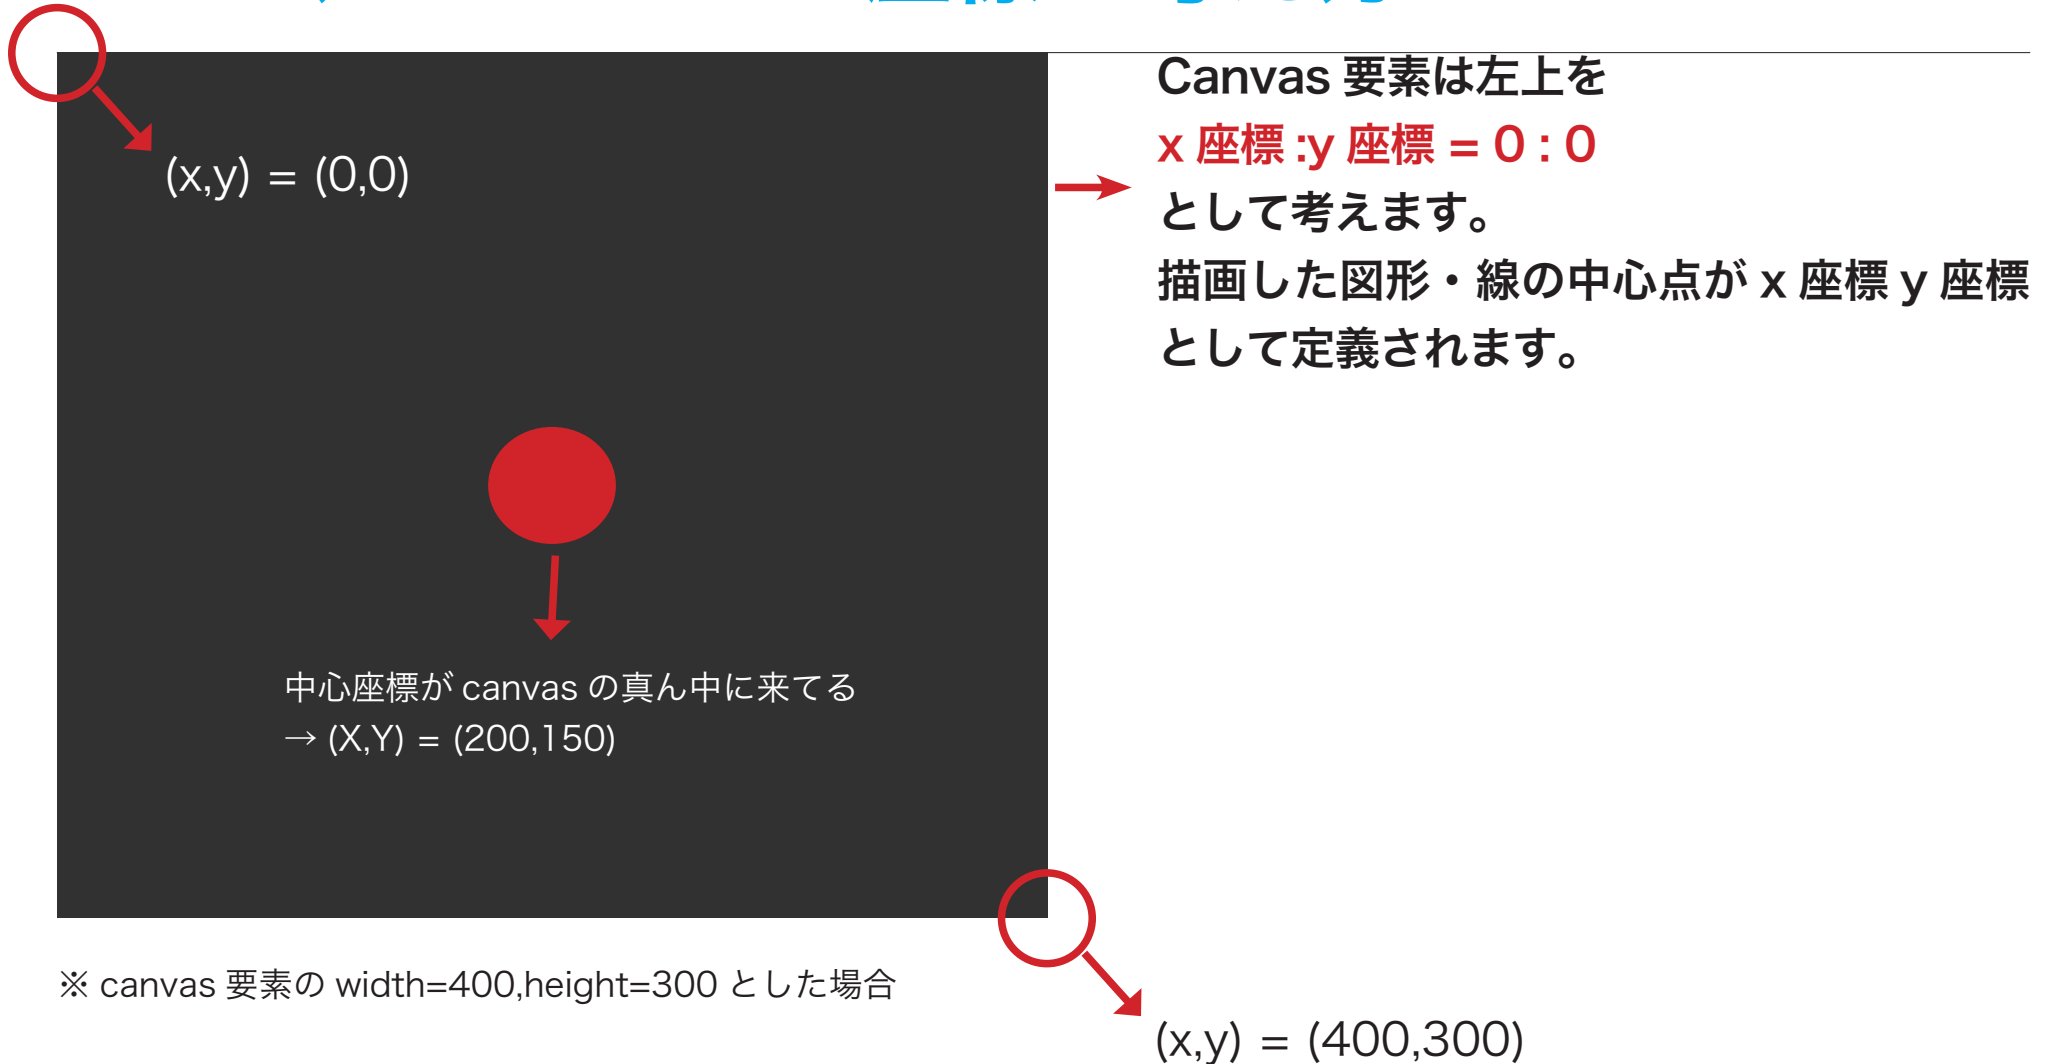 Canvas 要素は左上を
x 座標 :y 座標 = 0 : 0
として考えます。
描画した図形・線の中心点が x 座標 y 座標
として定義されます。
(x,y) = (0,0)
中心座標が canvas の真ん中に来てる
→ (X,Y) = (200,150)
※ canvas 要素の width=400,height=300 とした場合
(x,y) = (400,300)